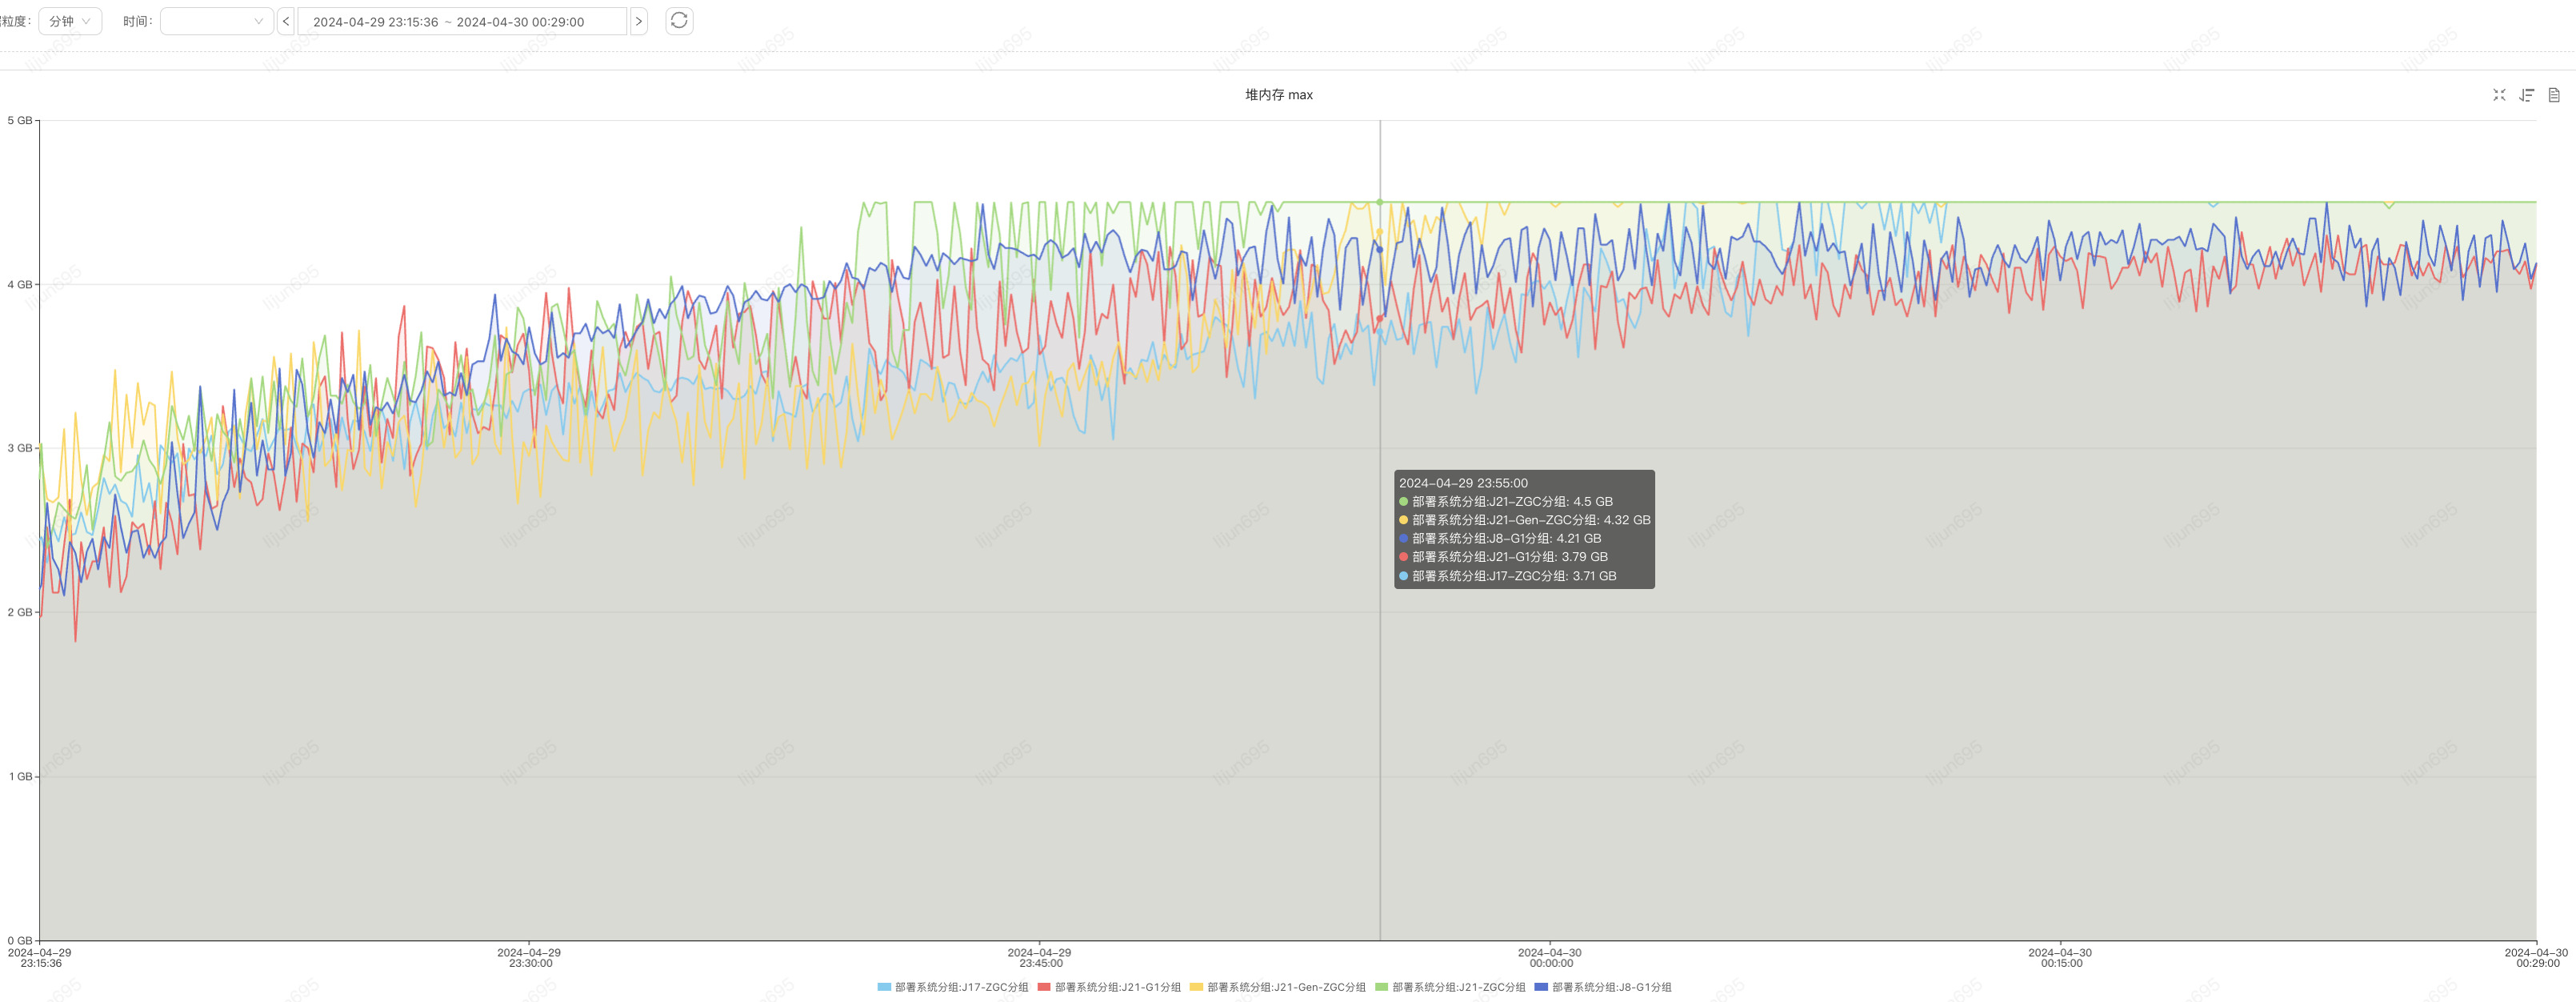 粒度：
分钟
时间：
<
2024-04-29 23:15:36 ~ 2024-04-30 00:29:00
>
堆内存 max
5 GB
4 GB
3 GB
2 GB
1 GB
0 GB
2024-04-29 23:55:00
部署系统分组:J21-ZGC分组: 4.5 GB
部署系统分组:J21-Gen-ZGC分组: 4.32 GB
部署系统分组:J8-G1分组: 4.21 GB
部署系统分组:J21-G1分组: 3.79 GB
部署系统分组:J17-ZGC分组: 3.71 GB
2024-04-29
23:15:36
2024-04-29
23:30:00
2024-04-29
23:45:00
2024-04-30
00:00:00
2024-04-30
00:15:00
2024-04-30
00:29:00
部署系统分组:J17-ZGC分组
部署系统分组:J21-G1分组
部署系统分组:J21-Gen-ZGC分组
部署系统分组:J21-ZGC分组
部署系统分组:J8-G1分组